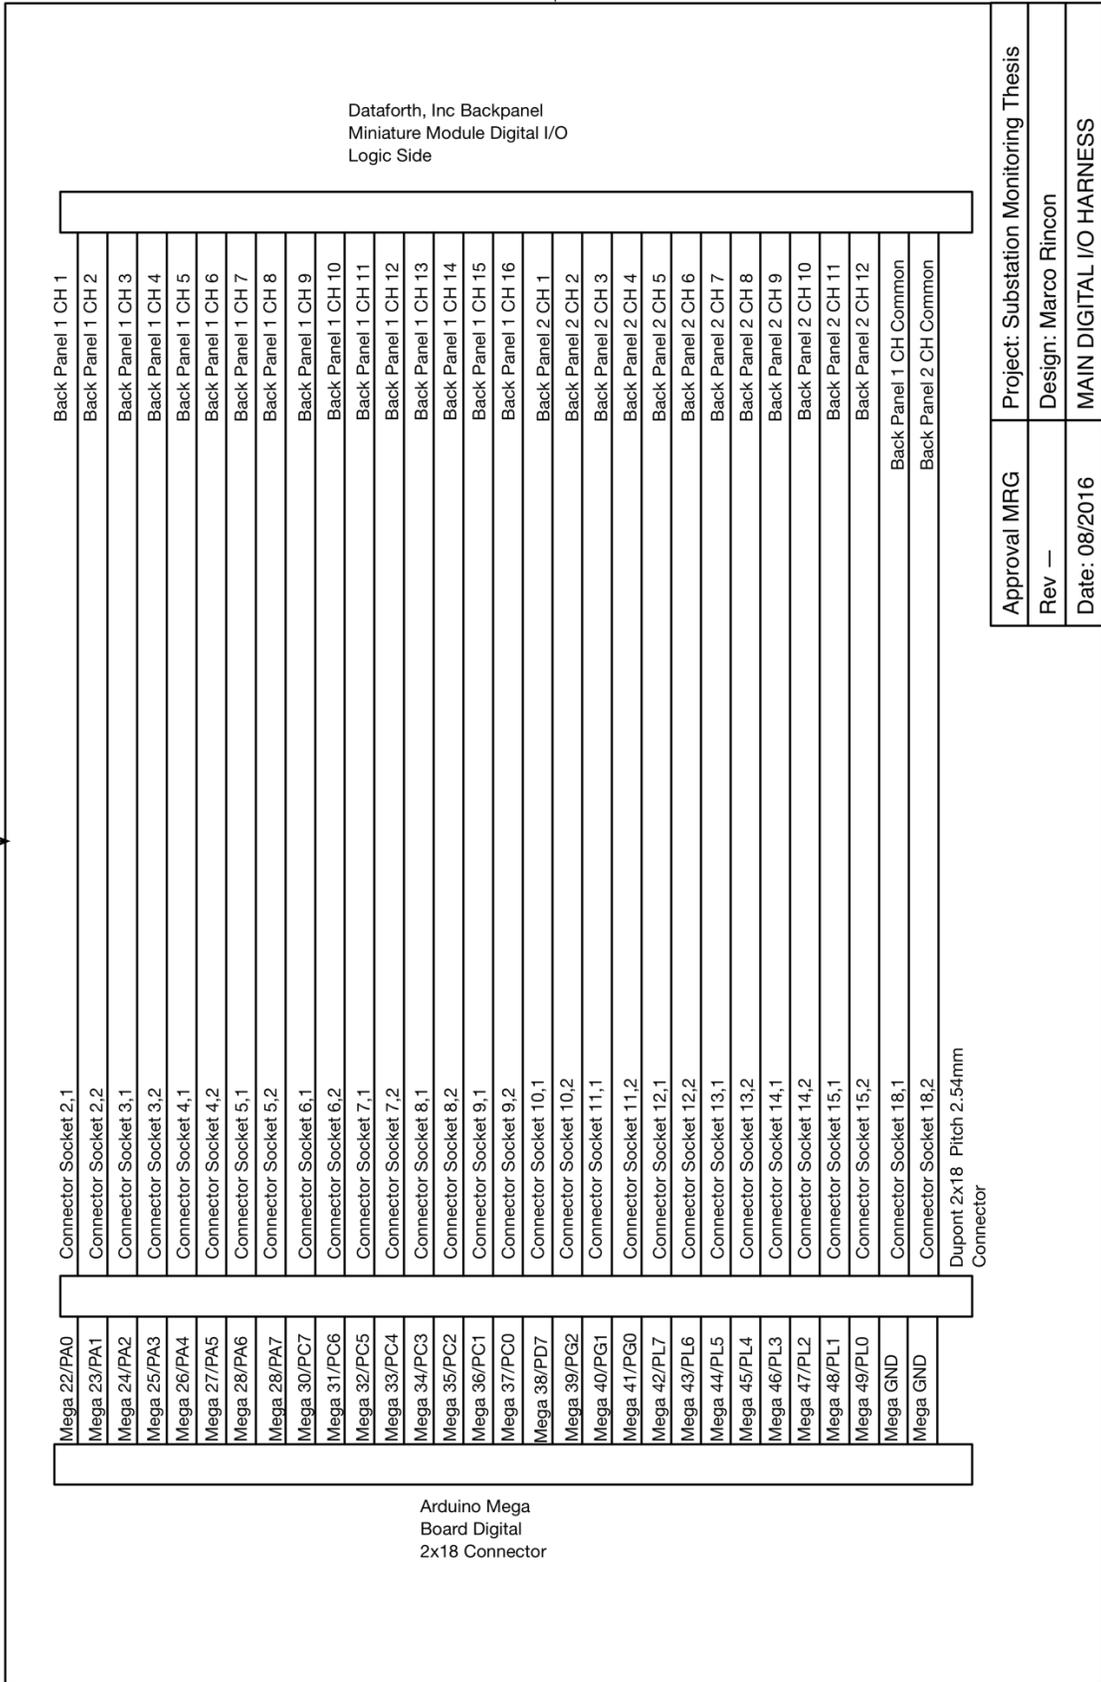 Dataforth, Inc Backpanel
Miniature Module Digital I/O
Logic Side
Back Panel 1 CH 1
Back Panel 1 CH 2
Back Panel 1 CH 3
Back Panel 1 CH 4
Back Panel 1 CH 5
Back Panel 1 CH 6
Back Panel 1 CH 7
Back Panel 1 CH 8
Back Panel 1 CH 9
Back Panel 1 CH 10
Back Panel 1 CH 11
Back Panel 1 CH 12
Back Panel 1 CH 13
Back Panel 1 CH 14
Back Panel 1 CH 15
Back Panel 1 CH 16
Back Panel 2 CH 1
Back Panel 2 CH 2
Back Panel 2 CH 3
Back Panel 2 CH 4
Back Panel 2 CH 5
Back Panel 2 CH 6
Back Panel 2 CH 7
Back Panel 2 CH 8
Back Panel 2 CH 9
Back Panel 2 CH 10
Back Panel 2 CH 11
Back Panel 2 CH 12
Back Panel 1 CH Common
Back Panel 2 CH Common
Connector Socket 2,1
Connector Socket 2,2
Connector Socket 3,1
Connector Socket 3,2
Connector Socket 4,1
Connector Socket 4,2
Connector Socket 5,1
Connector Socket 5,2
Connector Socket 6,1
Connector Socket 6,2
Connector Socket 7,1
Connector Socket 7,2
Connector Socket 8,1
Connector Socket 8,2
Connector Socket 9,1
Connector Socket 9,2
Connector Socket 10,1
Connector Socket 10,2
Connector Socket 11,1
Connector Socket 11,2
Connector Socket 12,1
Connector Socket 12,2
Connector Socket 13,1
Connector Socket 13,2
Connector Socket 14,1
Connector Socket 14,2
Connector Socket 15,1
Connector Socket 15,2
Connector Socket 18,1
Connector Socket 18,2
Dupont 2x18 Pitch 2.54mm
Connector
Mega 22/PA0
Mega 23/PA1
Mega 24/PA2
Mega 25/PA3
Mega 26/PA4
Mega 27/PA5
Mega 28/PA6
Mega 28/PA7
Mega 30/PC7
Mega 31/PC6
Mega 32/PC5
Mega 33/PC4
Mega 34/PC3
Mega 35/PC2
Mega 36/PC1
Mega 37/PC0
Mega 38/PD7
Mega 39/PG2
Mega 40/PG1
Mega 41/PG0
Mega 42/PL7
Mega 43/PL6
Mega 44/PL5
Mega 45/PL4
Mega 46/PL3
Mega 47/PL2
Mega 48/PL1
Mega 49/PL0
Mega GND
Mega GND
Arduino Mega
Board Digital
2x18 Connector
Approval MRG
Project: Substation Monitoring Thesis
Rev —
Design: Marco Rincon
Date: 08/2016
MAIN DIGITAL I/O HARNESS